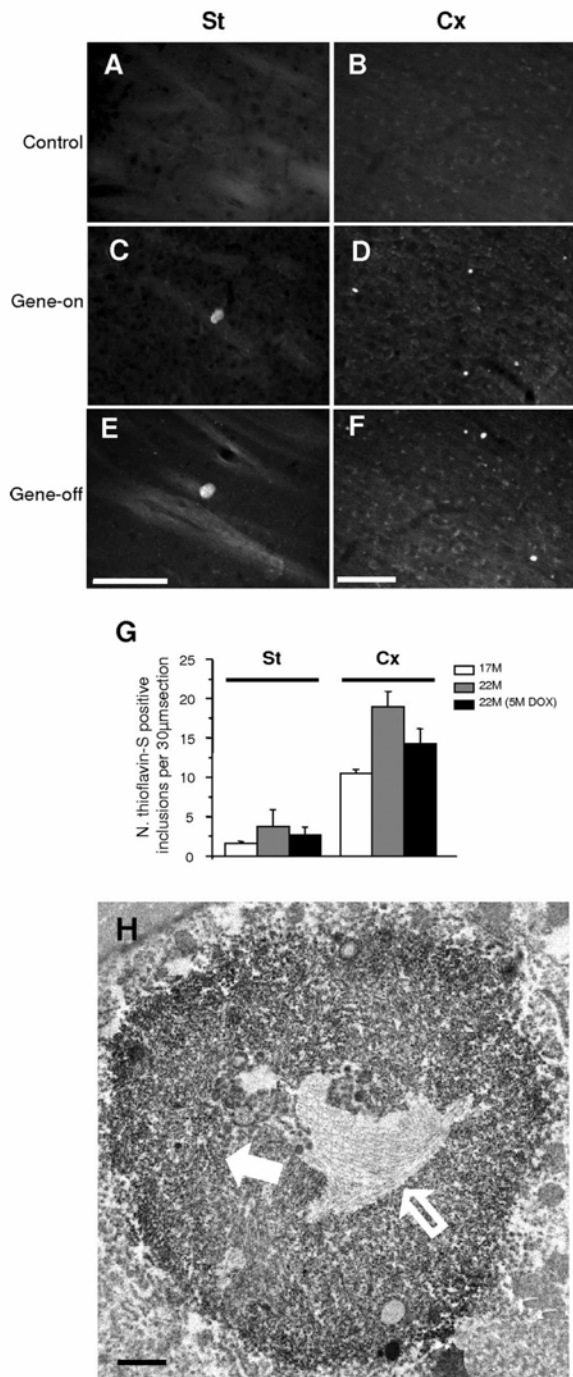 St Cx
A B
Control
C D
Gene-on
E F
Gene-off
G
St Cx
25
20
15
10
5
0
N. thioflavin-S positive
inclusions per 30µmsection
17M
22M
22M (5M DOX)
H